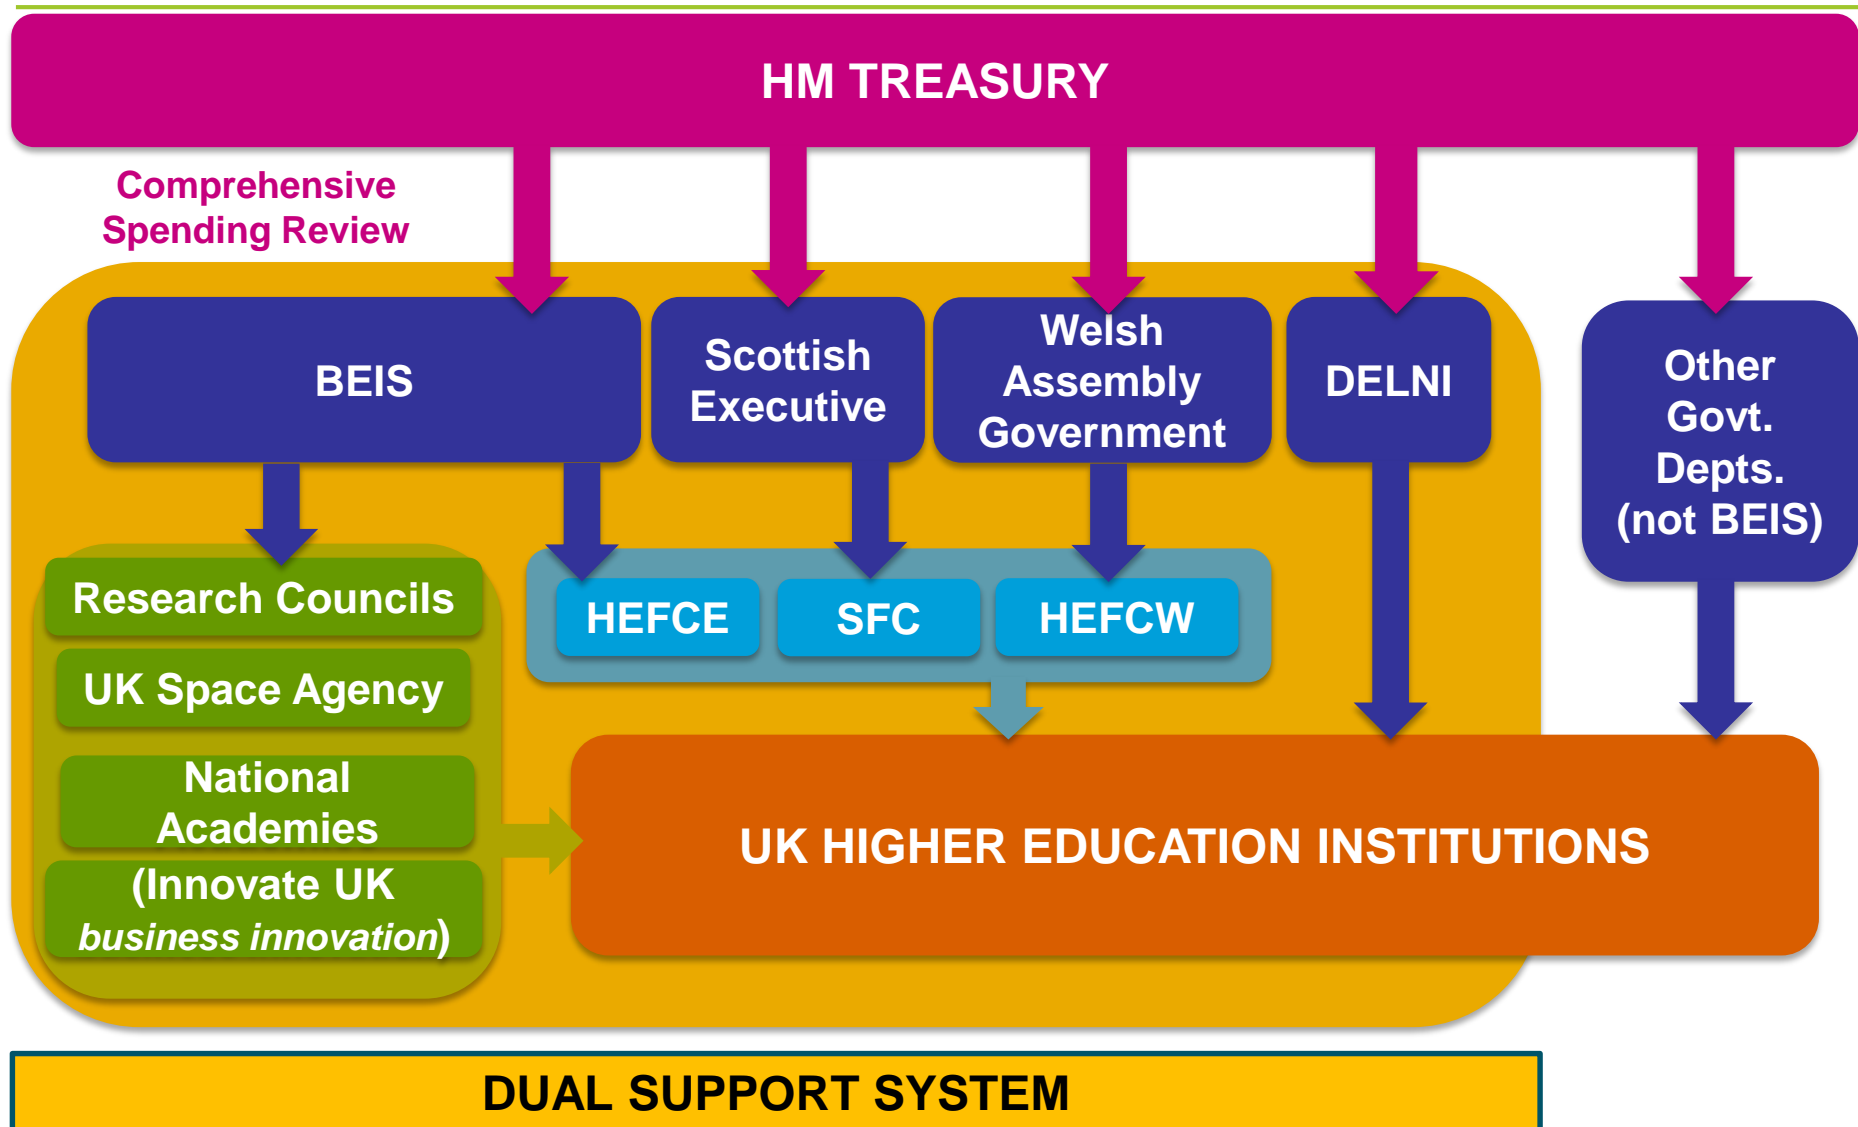 HM TREASURY
Comprehensive
Spending Review
BEIS
Scottish
Executive
Welsh
Assembly
Government
DELNI
Other
Govt.
Depts.
(not BEIS)
Research Councils
UK Space Agency
National
Academies
(Innovate UK
business innovation)
HEFCE
SFC
HEFCW
UK HIGHER EDUCATION INSTITUTIONS
DUAL SUPPORT SYSTEM